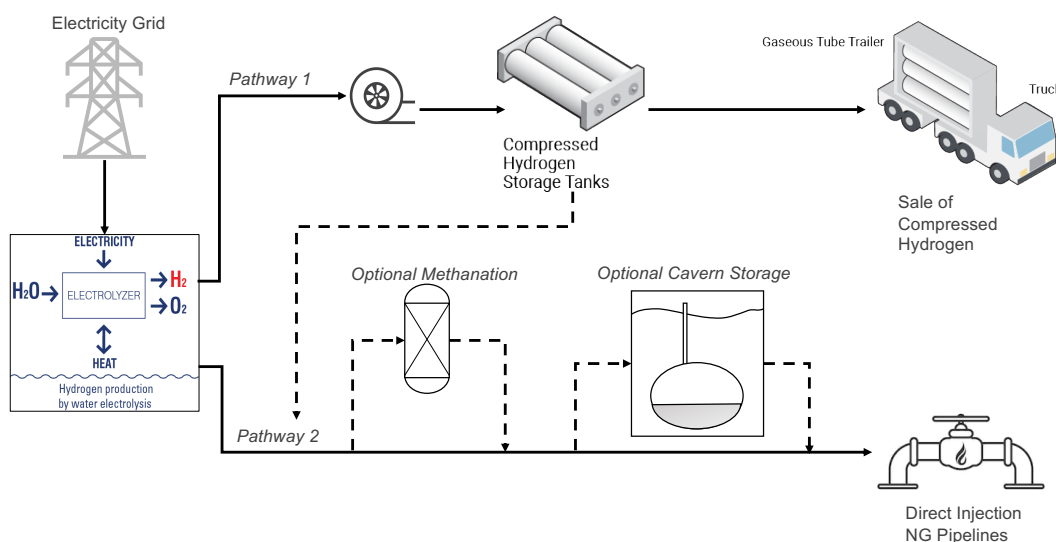 Electricity Grid
Pathway 1
Gaseous Tube Trailer
Truck
Compressed
Hydrogen
Storage Tanks
Sale of
Compressed
Hydrogen
ELECTRICITY
H₂O
ELECTROLYZER
H₂
O₂
HEAT
Hydrogen production
by water electrolysis
Optional Methanation
Optional Cavern Storage
Pathway 2
Direct Injection
NG Pipelines